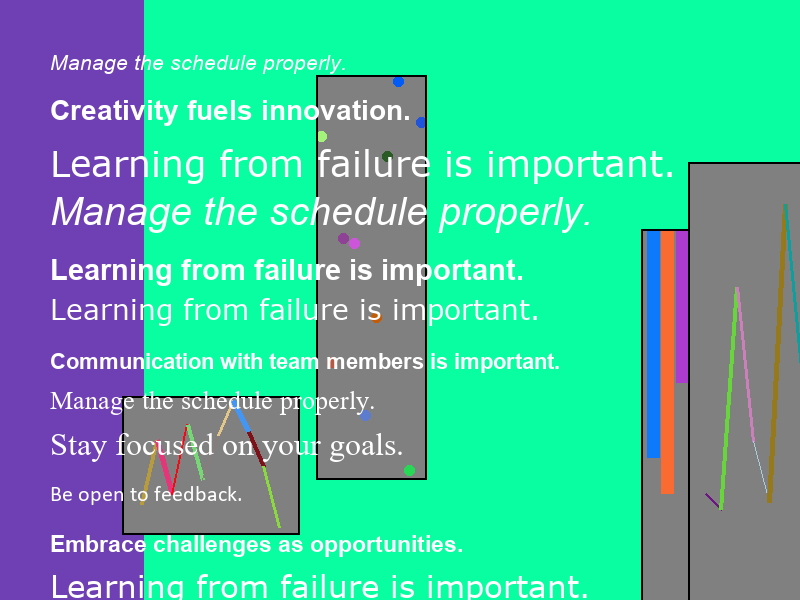 Manage the schedule properly.
Creativity fuels innovation.
Learning from failure is important.
Manage the schedule properly.
Learning from failure is important.
Learning from failure is important.
Communication with team members is important.
Manage the schedule properly.
Stay focused on your goals.
Be open to feedback.
Embrace challenges as opportunities.
Learning from failure is important.